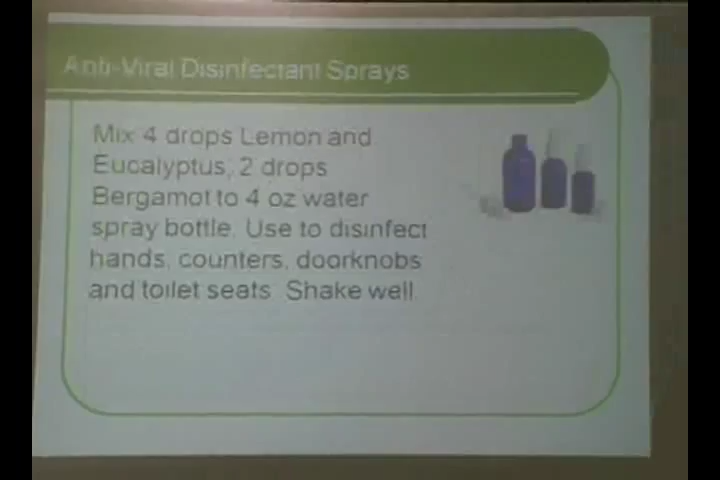 Anti-Viral Disinfectant Sprays
Mix 4 drops Lemon and
Eucalyptus, 2 drops
Bergamot to 4 oz water
spray bottle. Use to disinfect
hands, counters, doorknobs
and toilet seats. Shake well.